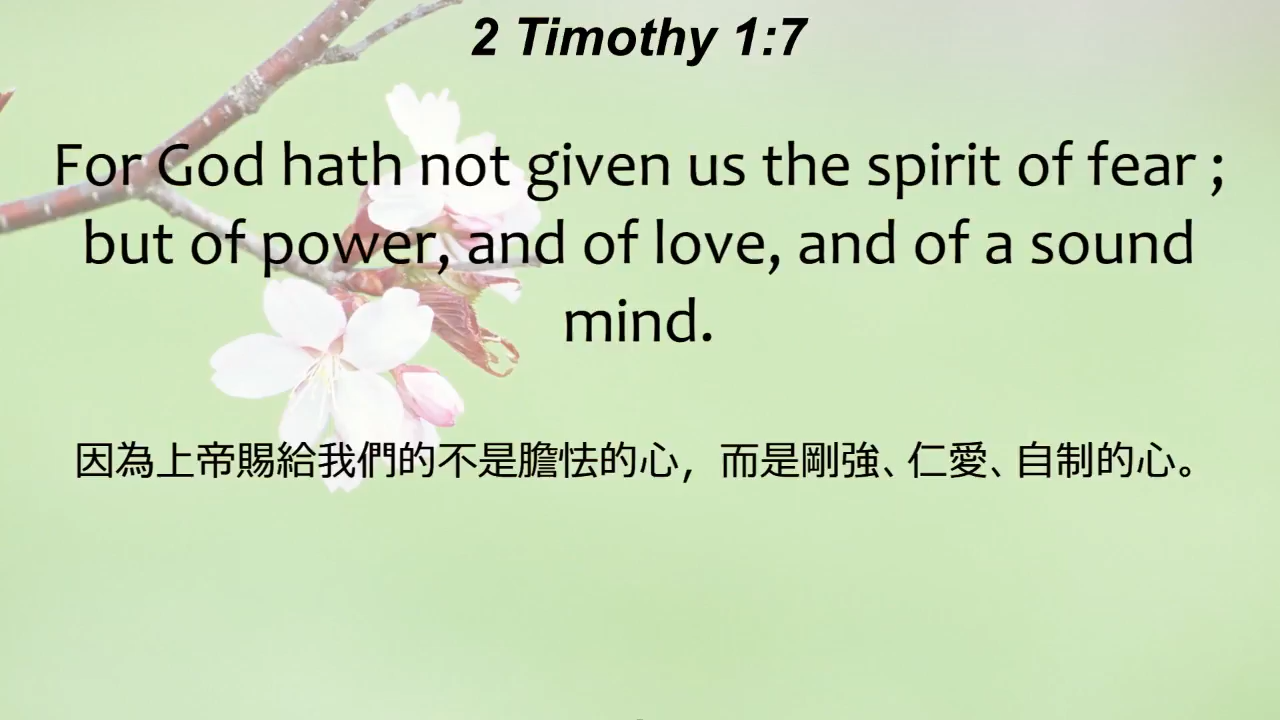 2 Timothy 1:7
For God hath not given us the spirit of fear ;
but of power, and of love, and of a sound
mind.
因為上帝賜給我們的不是膽怯的心，而是剛強、仁愛、自制的心。